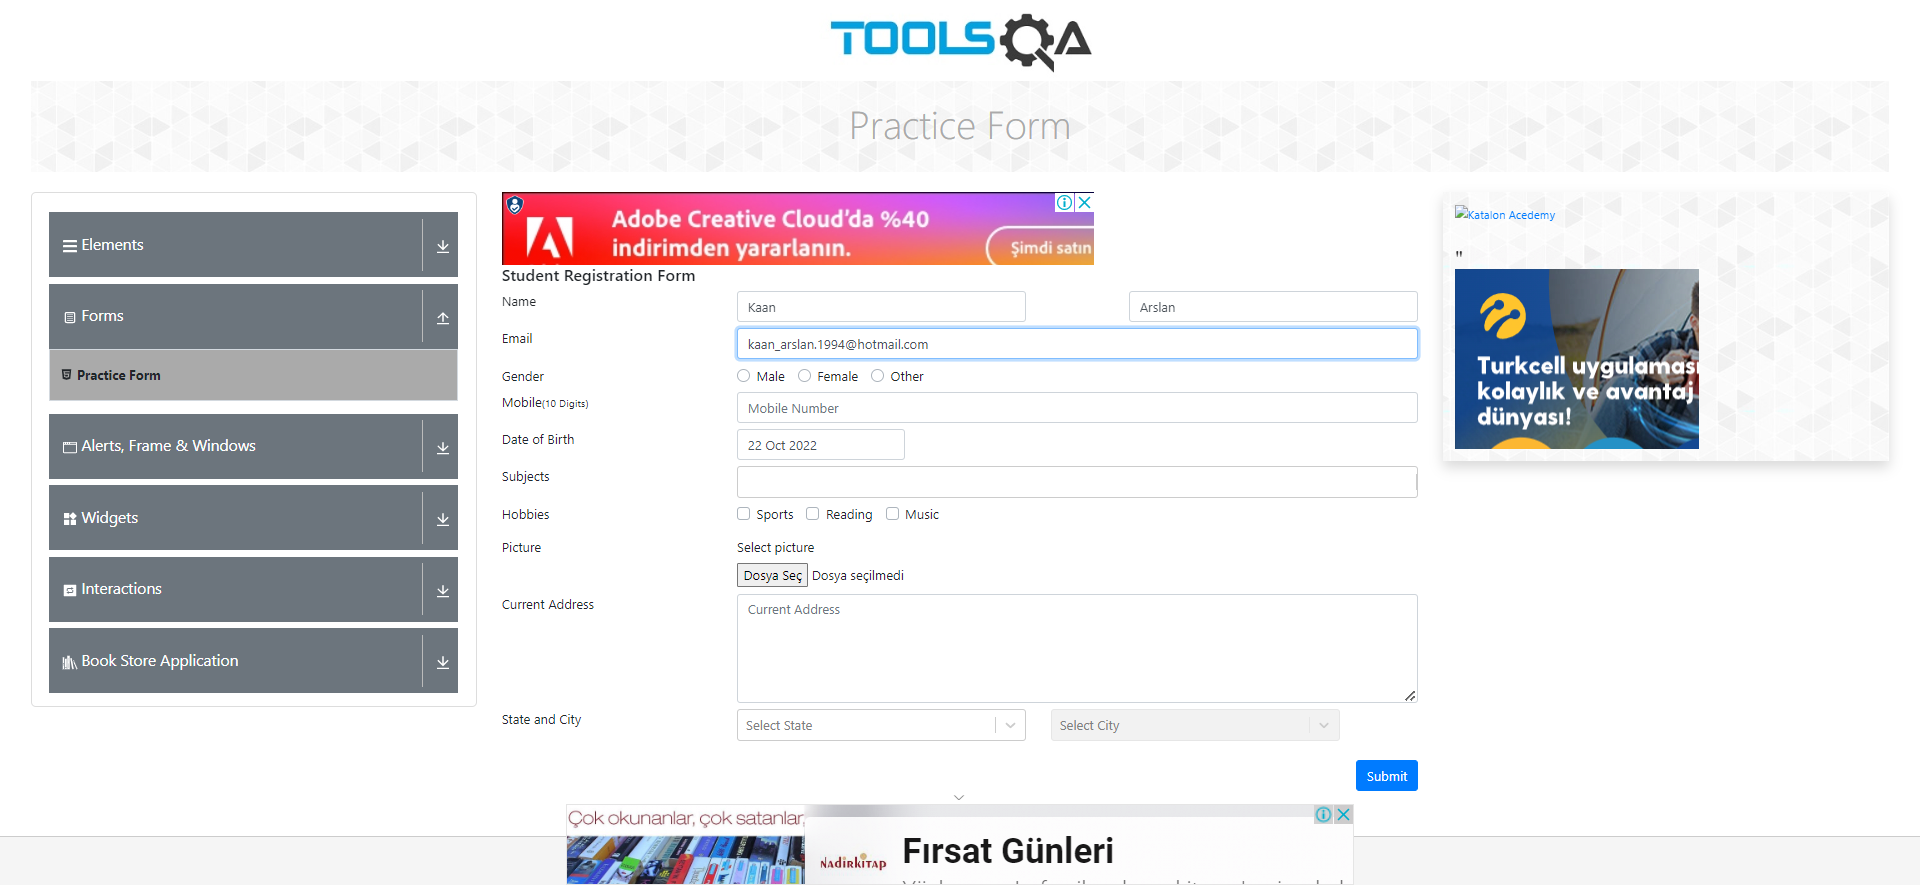 TOOLSQA
Practice Form
Elements
Forms
Practice Form
Alerts, Frame & Windows
Widgets
Interactions
Book Store Application
Adobe Creative Cloud'da %40
indirimden yararlanın.
Şimdi satın
Student Registration Form
Name
Kaan
Arslan
Email
kaan_arslan.1994@hotmail.com
Gender
Male
Female
Other
Mobile(10 Digits)
Mobile Number
Date of Birth
22 Oct 2022
Subjects
Hobbies
Sports
Reading
Music
Picture
Select picture
Dosya Seç
Dosya seçilmedi
Current Address
Current Address
State and City
Select State
Select City
Submit
Katalon Acedemy
"
Turkcell uygulaması
kolaylık ve avantaj
dünyası!
Çok okunanlar, çok satanlar,
NADİRKİTAP
Fırsat Günleri